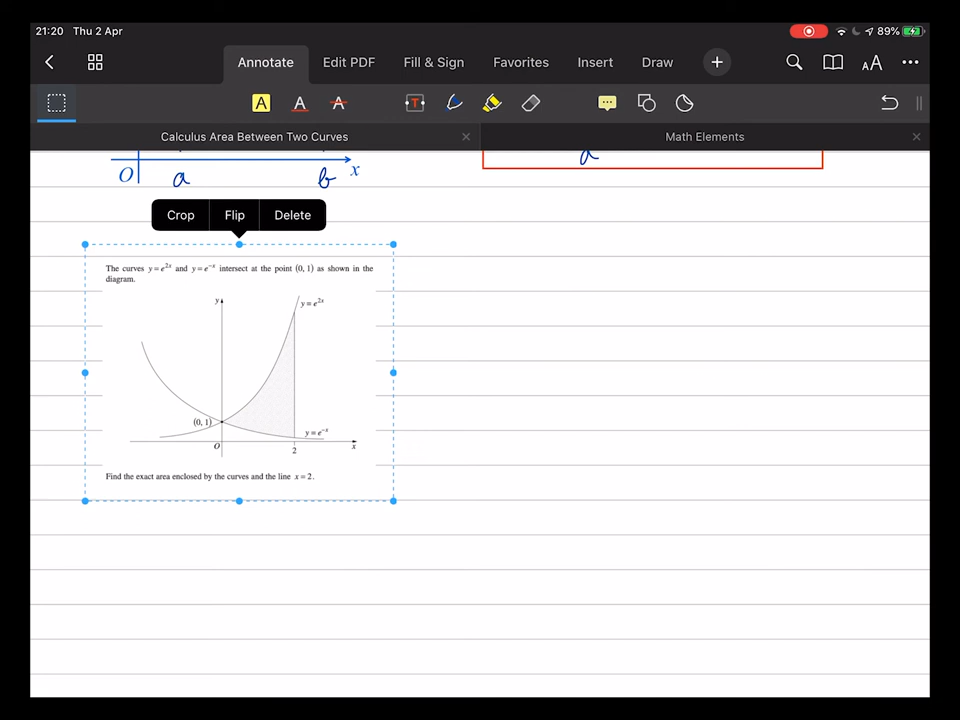 21:20 Thu 2 Apr 89%
Annotate Edit PDF Fill & Sign Favorites Insert Draw
A A A T AA
Calculus Area Between Two Curves Math Elements
O a b x a
Crop Flip Delete
The curves y = e^{2x} and y = e^{-x} intersect at the point (0, 1) as shown in the
diagram.
y
y = e^{2x}
(0, 1)
y = e^{-x}
O 2 x
Find the exact area enclosed by the curves and the line x = 2.